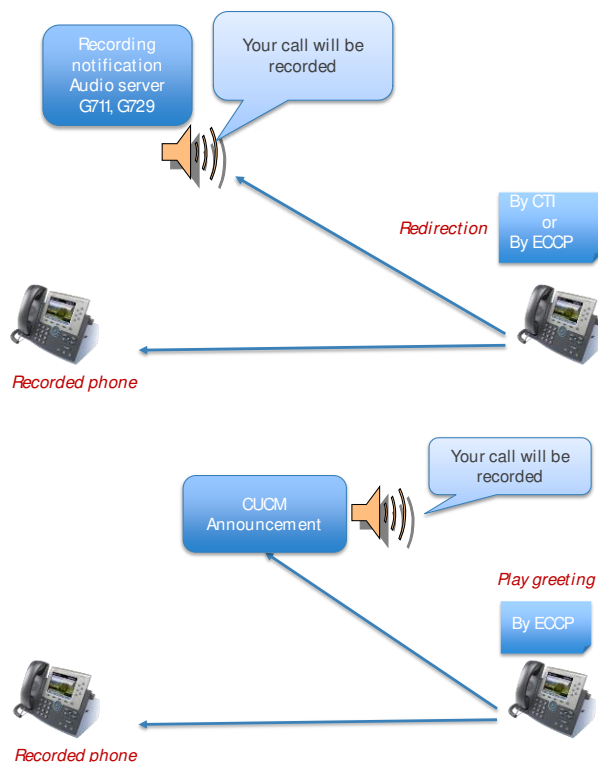 Recording
notification
Audio server
G711, G729
Your call will be
recorded
Redirection
By CTI
or
By ECCP
Recorded phone
Your call will be
recorded
CUCM
Announcement
Play greeting
By ECCP
Recorded phone